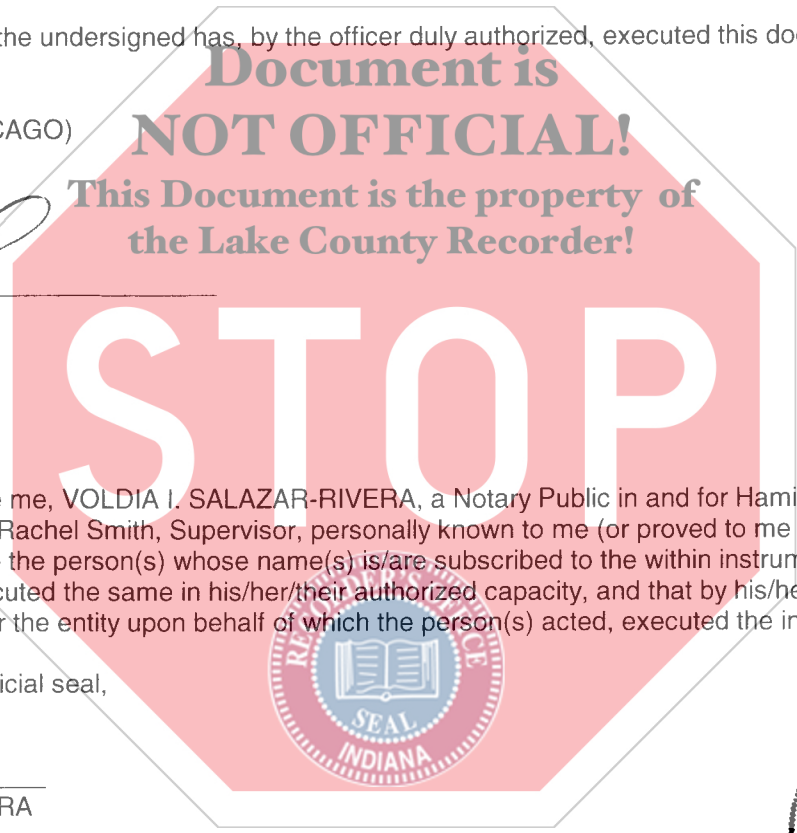 the undersigned has, by the officer duly authorized, executed this doc
Document is
CAGO)
NOT OFFICIAL!
This Document is the property of
the Lake County Recorder!
STOP
e me, VOLDIA I. SALAZAR-RIVERA, a Notary Public in and for Hami
Rachel Smith, Supervisor, personally known to me (or proved to me
the person(s) whose name(s) is/are subscribed to the within instrum
cuted the same in his/her/their authorized capacity, and that by his/he
r the entity upon behalf of which the person(s) acted, executed the in
RECORDER'S OFFICE
icial seal,
SEAL
INDIANA
RA